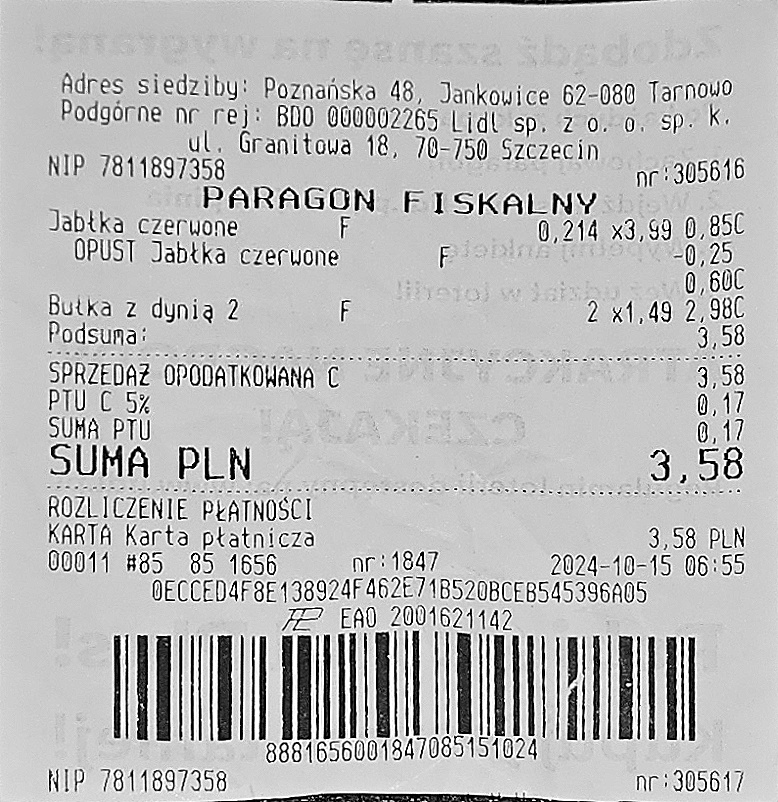 Adres siedziby: Poznańska 48, Jankowice 62-080 Tarnowo
Podgórne nr rej: BDO 000002265 Lidl sp. z o. o. sp. k.
ul. Granitowa 18, 70-750 Szczecin
NIP 7811897358 nr:305616
PARAGON FISKALNY
Jabłka czerwone F 0,214 x3,99 0,85C
OPUST Jabłka czerwone F -0,25
0,60C
Bułka z dynią 2 F 2 x1,49 2,98C
Podsuma: 3,58
SPRZEDAŻ OPODATKOWANA C 3,58
PTU C 5% 0,17
SUMA PTU 0,17
SUMA PLN 3,58
ROZLICZENIE PŁATNOŚCI
KARTA Karta płatnicza 3,58 PLN
00011 #85 85 1656 nr:1847 2024-10-15 06:55
0ECCED4F8E138924F462E71B520BCEB545396A05
EAO 2001621142
88816560018470851510​24
NIP 7811897358 nr:305617